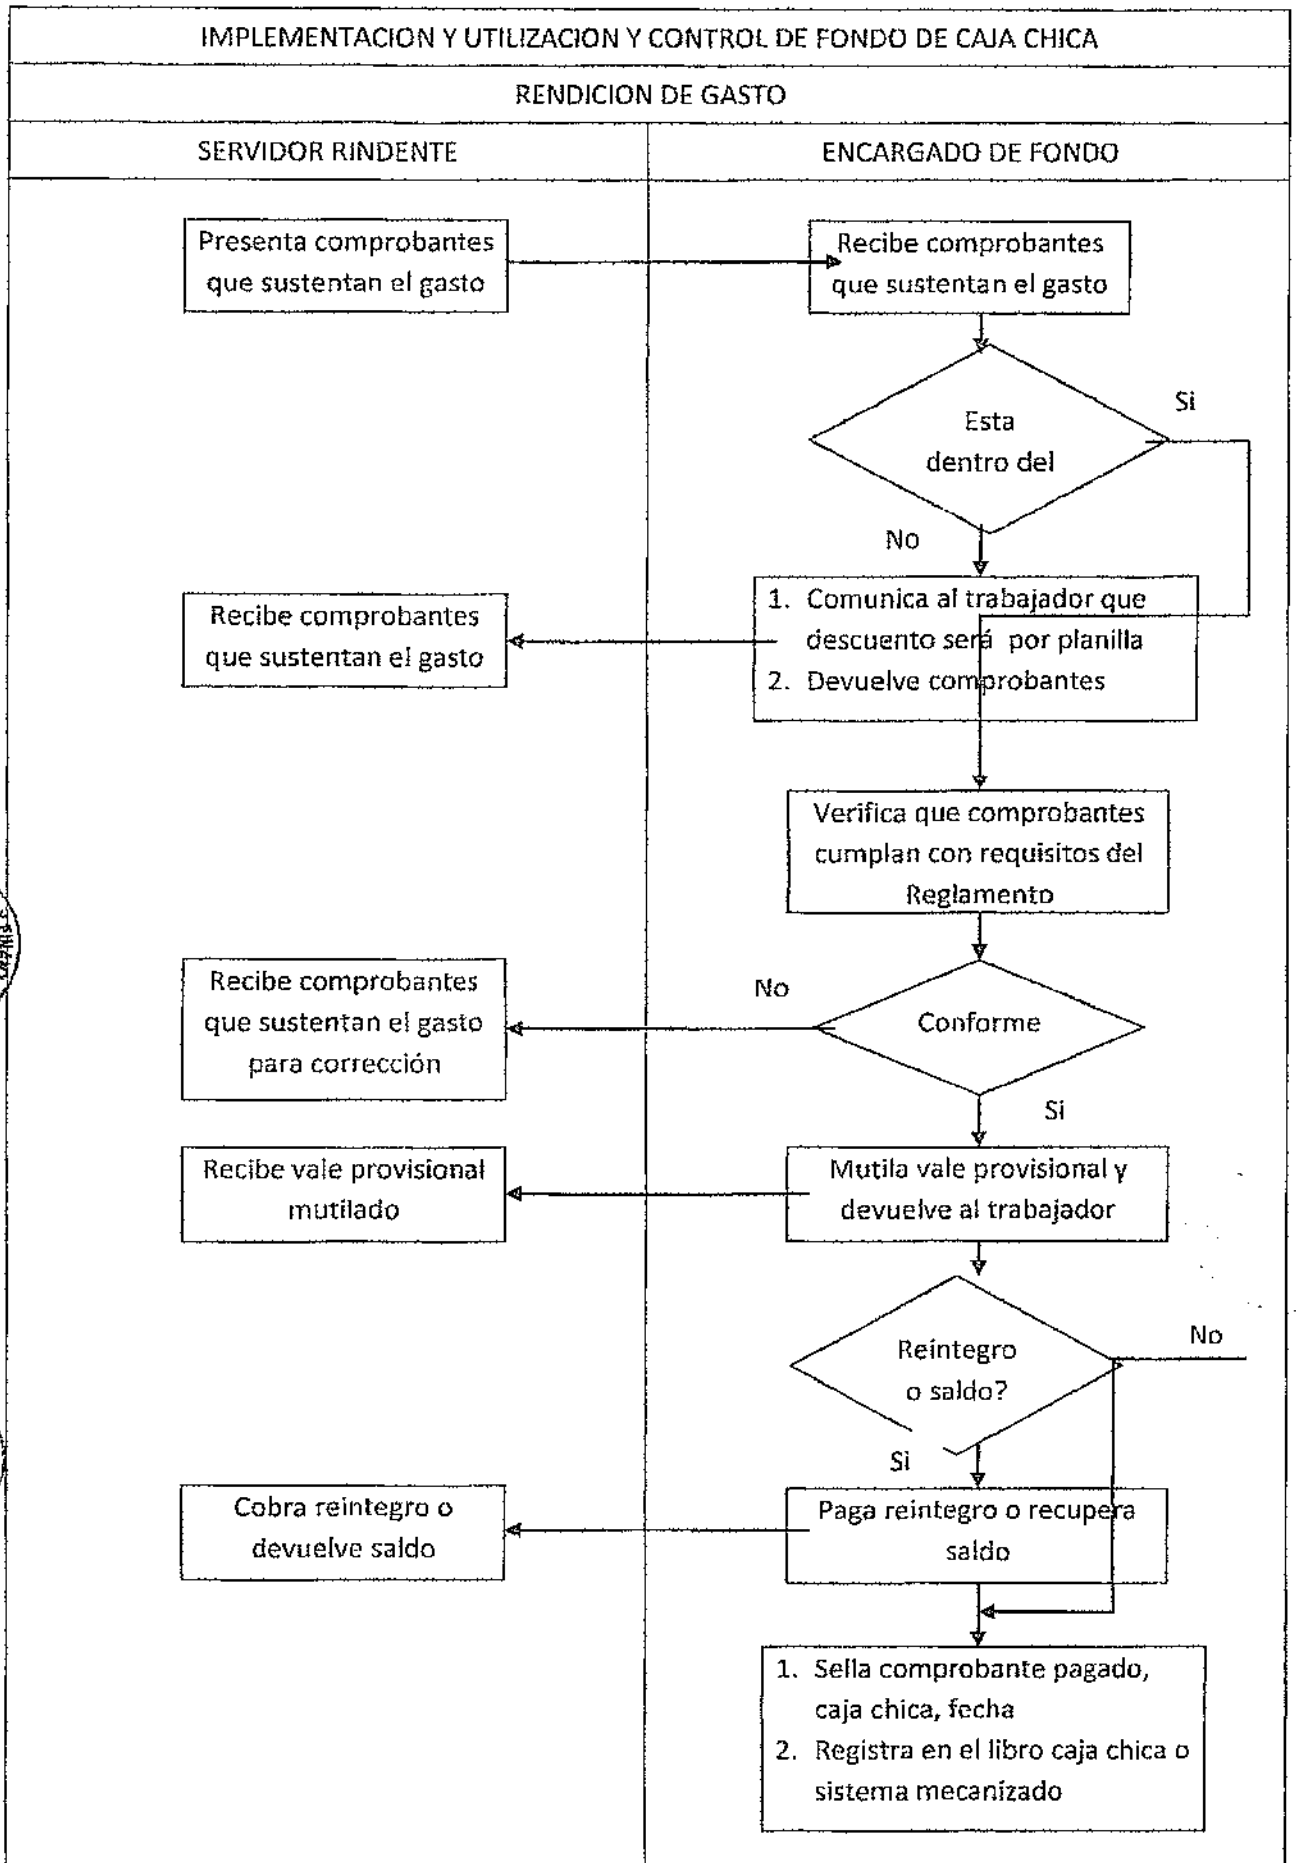 IMPLEMENTACION Y UTILIZACION Y CONTROL DE FONDO DE CAJA CHICA
RENDICION DE GASTO
SERVIDOR RINDENTE
ENCARGADO DE FONDO
Presenta comprobantes
que sustentan el gasto
Recibe comprobantes
que sustentan el gasto
Esta
dentro del
Si
No
1. Comunica al trabajador que
descuento será por planilla
2. Devuelve comprobantes
Recibe comprobantes
que sustentan el gasto
Verifica que comprobantes
cumplan con requisitos del
Reglamento
Conforme
No
Recibe comprobantes
que sustentan el gasto
para corrección
Si
Mutila vale provisional y
devuelve al trabajador
Recibe vale provisional
mutilado
Reintegro
o saldo?
No
Si
Paga reintegro o recupera
saldo
Cobra reintegro o
devuelve saldo
1. Sella comprobante pagado,
caja chica, fecha
2. Registra en el libro caja chica o
sistema mecanizado